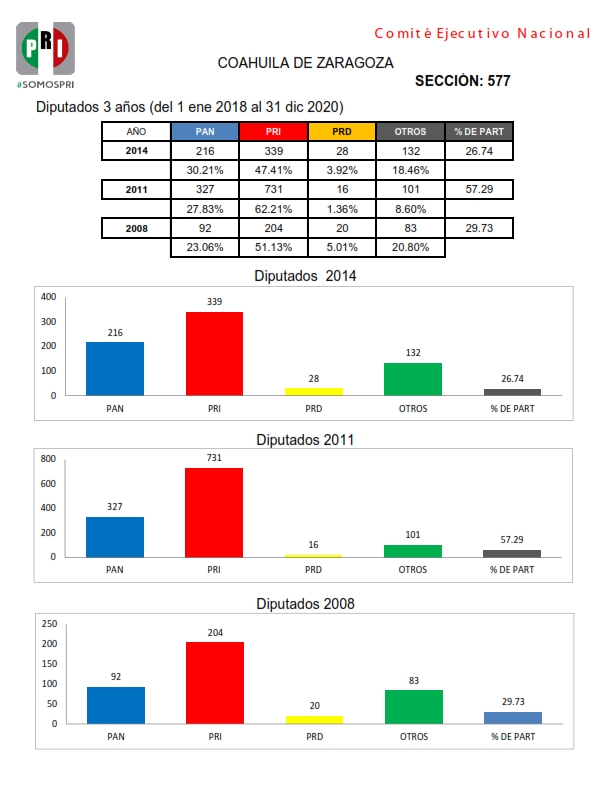 Comité Ejecutivo Nacional
PRI
#SOMOSPRI
COAHUILA DE ZARAGOZA
SECCIÓN: 577
Diputados 3 años (del 1 ene 2018 al 31 dic 2020)
AÑO PAN PRI PRD OTROS % DE PART
2014 216 339 28 132 26.74
30.21% 47.41% 3.92% 18.46%
2011 327 731 16 101 57.29
27.83% 62.21% 1.36% 8.60%
2008 92 204 20 83 29.73
23.06% 51.13% 5.01% 20.80%
Diputados 2014
400
300
200
100
0
216 339 28 132 26.74
PAN PRI PRD OTROS % DE PART
Diputados 2011
800
600
400
200
0
327 731 16 101 57.29
PAN PRI PRD OTROS % DE PART
Diputados 2008
250
200
150
100
50
0
92 204 20 83 29.73
PAN PRI PRD OTROS % DE PART